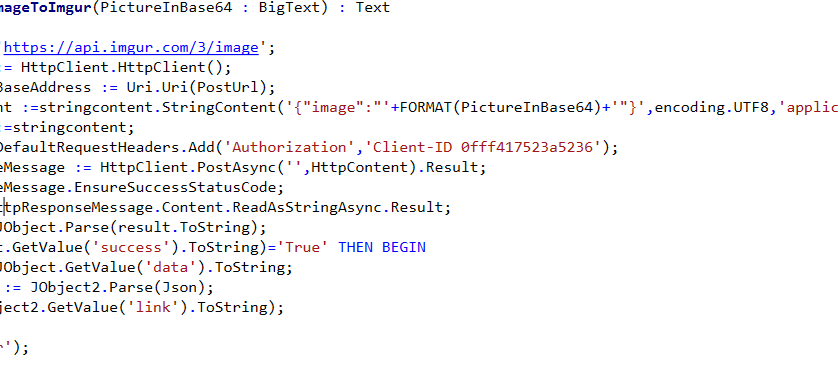 mageToImgur(PictureInBase64 : BigText) : Text
'https://api.imgur.com/3/image';
:= HttpClient.HttpClient();
BaseAddress := Uri.Uri(PostUrl);
nt :=stringcontent.StringContent('{"image":"'+FORMAT(PictureInBase64)+'"}',encoding.UTF8,'applic
:=stringcontent;
DefaultRequestHeaders.Add('Authorization','Client-ID 0fff417523a5236');
eMessage := HttpClient.PostAsync('',HttpContent).Result;
eMessage.EnsureSuccessStatusCode;
ttpResponseMessage.Content.ReadAsStringAsync.Result;
JObject.Parse(result.ToString);
t.GetValue('success').ToString)='True' THEN BEGIN
JObject.GetValue('data').ToString;
:= JObject2.Parse(Json);
ject2.GetValue('link').ToString);
r');